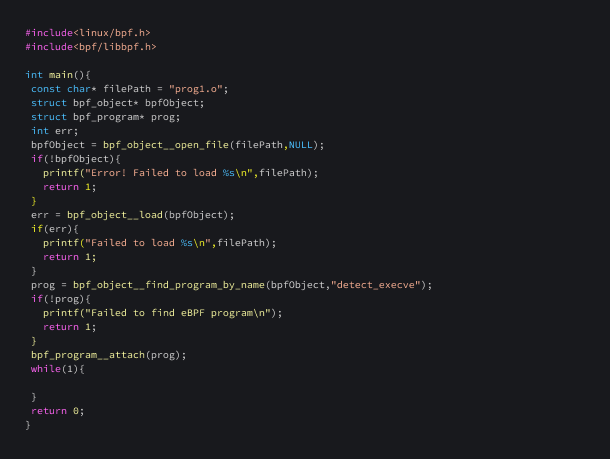 #include<linux/bpf.h>
#include<bpf/libbpf.h>

int main(){
 const char* filePath = "prog1.o";
 struct bpf_object* bpfObject;
 struct bpf_program* prog;
 int err;
 bpfObject = bpf_object__open_file(filePath,NULL);
 if(!bpfObject){
   printf("Error! Failed to load %s\n",filePath);
   return 1;
 }
 err = bpf_object__load(bpfObject);
 if(err){
   printf("Failed to load %s\n",filePath);
   return 1;
 }
 prog = bpf_object__find_program_by_name(bpfObject,"detect_execve");
 if(!prog){
   printf("Failed to find eBPF program\n");
   return 1;
 }
 bpf_program__attach(prog);
 while(1){

 }
 return 0;
}